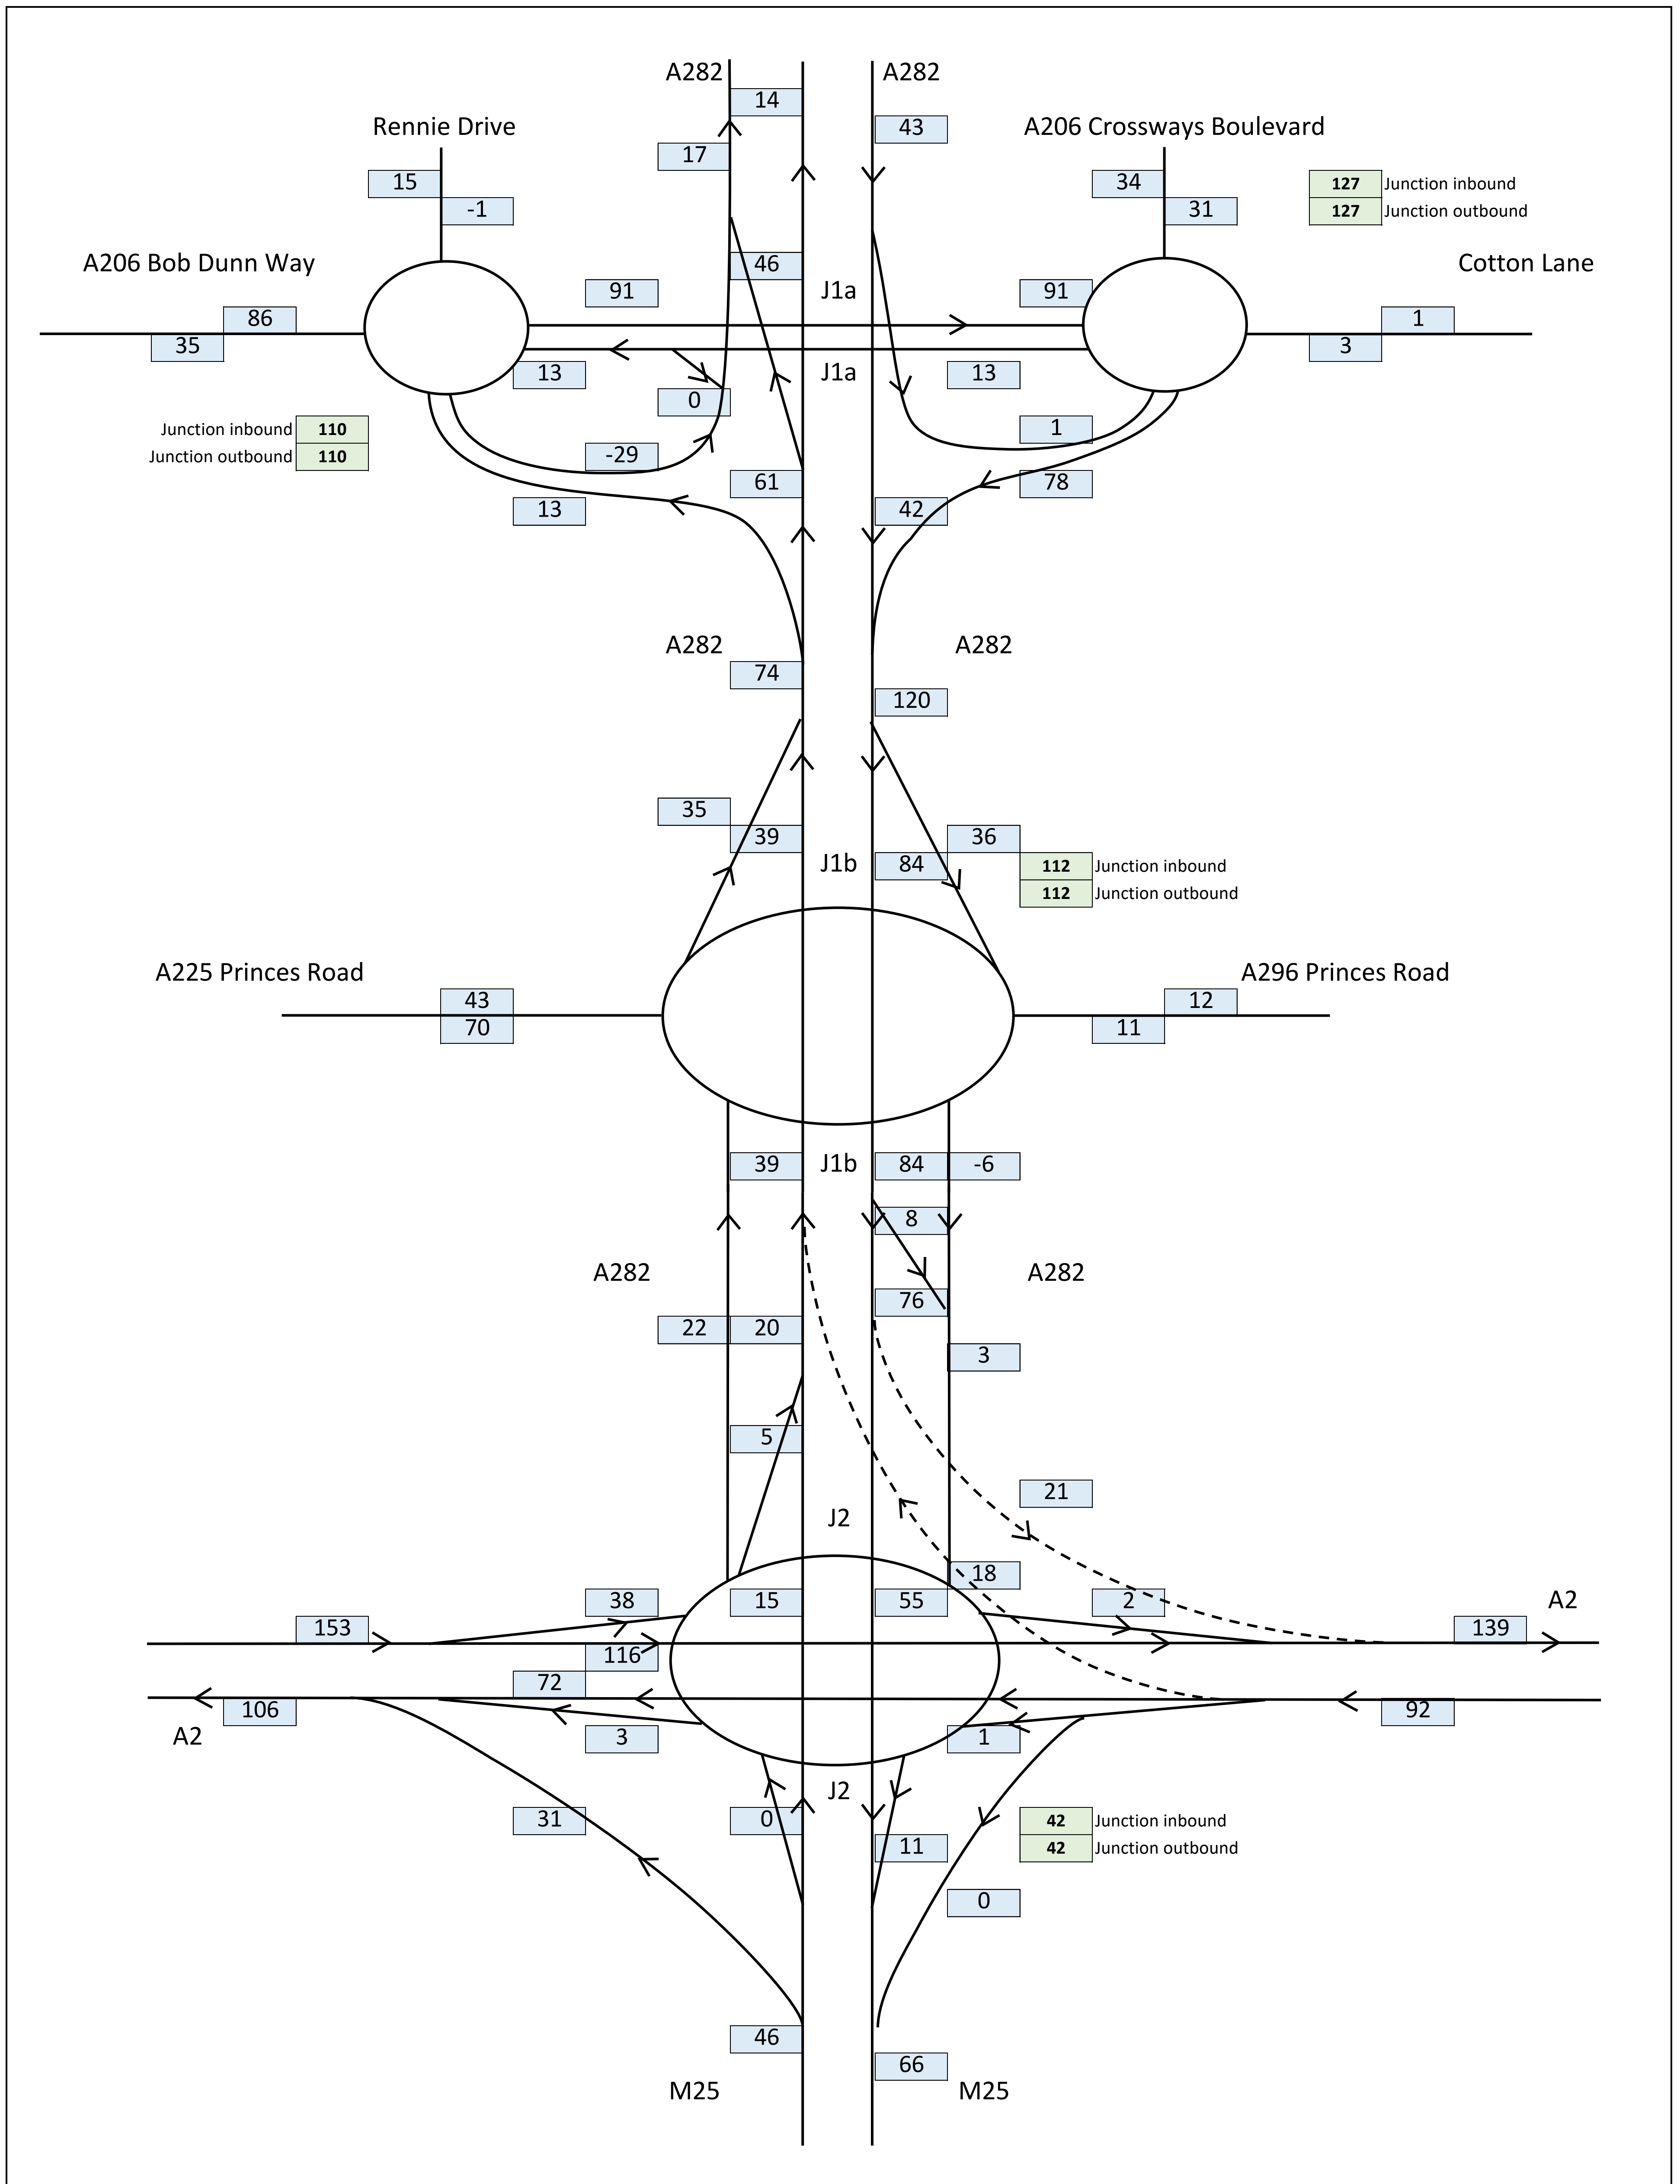 A282 A282
14
43
Rennie Drive A206 Crossways Boulevard
17
15 34 127 Junction inbound
-1 31 127 Junction outbound
A206 Bob Dunn Way 46 Cotton Lane
91 J1a 91
86 1
35 3
13 J1a 13
0
Junction inbound 110 1
Junction outbound 110 -29
61 78
13 42
A282 A282
74
120
35
39 36
J1b 84 112 Junction inbound
112 Junction outbound
A225 Princes Road A296 Princes Road
43 12
70 11
39 J1b 84 -6
8
A282 A282
76
22 20
3
5
21
J2
18
38 15 55 2 A2
153 139
116
72
106 92
A2 3 1
J2
31 0 42 Junction inbound
11 42 Junction outbound
0
46
66
M25 M25